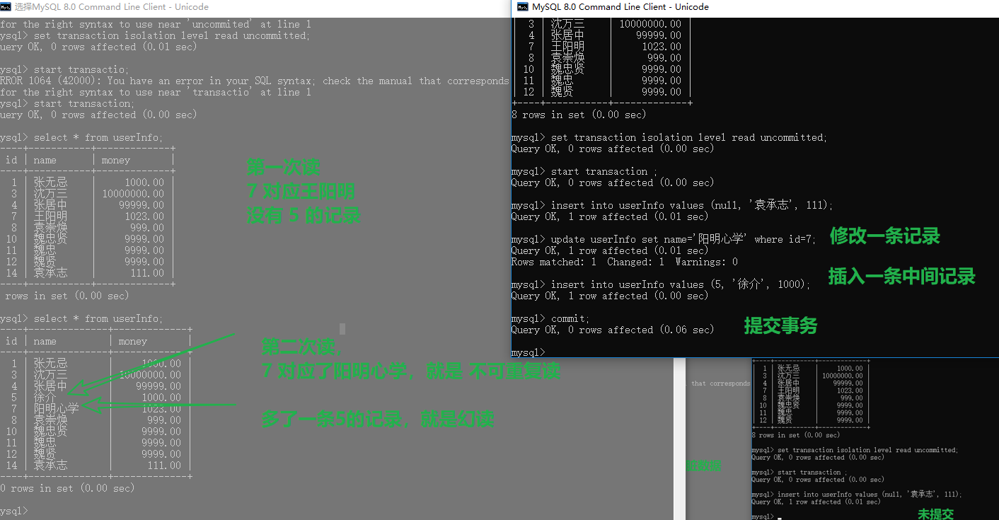 选择MySQL 8.0 Command Line Client - Unicode
for the right syntax to use near 'uncommited' at line 1
ysql> set transaction isolation level read uncommitted;
uery OK, 0 rows affected (0.01 sec)
ysql> start transactio;
RROR 1064 (42000): You have an error in your SQL syntax; check the manual that corresponds
for the right syntax to use near 'transactio' at line 1
ysql> start transaction;
uery OK, 0 rows affected (0.00 sec)
ysql> select * from userInfo;
id | name | money |
1 | 张无忌 | 1000.00 |
3 | 沈万三 | 10000000.00 |
4 | 张居中 | 99999.00 |
7 | 王阳明 | 1023.00 |
8 | 袁崇焕 | 999.00 |
10 | 魏忠贤 | 9999.00 |
11 | 魏忠 | 9999.00 |
12 | 魏贤 | 9999.00 |
14 | 袁承志 | 111.00 |
rows in set (0.00 sec)
第一次读
7 对应王阳明
没有 5 的记录
ysql> select * from userInfo;
id | name | money |
1 | 张无忌 | 1000.00 |
3 | 沈万三 | 10000000.00 |
4 | 张居中 | 99999.00 |
5 | 徐介 | 1000.00 |
7 | 阳明心学 | 1023.00 |
8 | 袁崇焕 | 999.00 |
10 | 魏忠贤 | 9999.00 |
11 | 魏忠 | 9999.00 |
12 | 魏贤 | 9999.00 |
14 | 袁承志 | 111.00 |
0 rows in set (0.00 sec)
ysql>
第二次读，
7 对应了阳明心学，就是 不可重复读
多了一条5的记录，就是幻读
MySQL 8.0 Command Line Client - Unicode
| 3 | 沈万三 | 10000000.00 |
| 4 | 张居中 | 99999.00 |
| 7 | 王阳明 | 1023.00 |
| 8 | 袁崇焕 | 999.00 |
| 10 | 魏忠贤 | 9999.00 |
| 11 | 魏忠 | 9999.00 |
| 12 | 魏贤 | 9999.00 |
+----+-----------+-------------+
8 rows in set (0.00 sec)
mysql> set transaction isolation level read uncommitted;
Query OK, 0 rows affected (0.00 sec)
mysql> start transaction ;
Query OK, 0 rows affected (0.00 sec)
mysql> insert into userInfo values (null, '袁承志', 111);
Query OK, 1 row affected (0.01 sec)
mysql> update userInfo set name='阳明心学' where id=7; 修改一条记录
Query OK, 1 row affected (0.01 sec)
Rows matched: 1 Changed: 1 Warnings: 0
插入一条中间记录
mysql> insert into userInfo values (5, '徐介', 1000);
Query OK, 1 row affected (0.00 sec)
mysql> commit;
提交事务
Query OK, 0 rows affected (0.06 sec)
mysql>
that corresponds
脏数据
| 1 | 张无忌 | 1000.00 |
| 3 | 沈万三 | 10000000.00 |
| 4 | 张居中 | 99999.00 |
| 7 | 王阳明 | 1023.00 |
| 8 | 袁崇焕 | 999.00 |
| 10 | 魏忠贤 | 9999.00 |
| 11 | 魏忠 | 9999.00 |
| 12 | 魏贤 | 9999.00 |
8 rows in set (0.00 sec)
mysql> set transaction isolation level read uncommitted;
Query OK, 0 rows affected (0.00 sec)
mysql> start transaction ;
Query OK, 0 rows affected (0.00 sec)
mysql> insert into userInfo values (null, '袁承志', 111);
Query OK, 1 row affected (0.01 sec)
未提交
mysql>